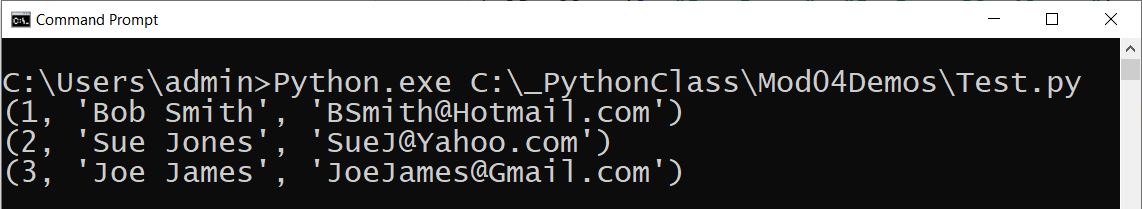 Command Prompt
C:\Users\admin>Python.exe C:\_PythonClass\Mod04Demos\Test.py
(1, 'Bob Smith', 'BSmith@Hotmail.com')
(2, 'Sue Jones', 'SueJ@Yahoo.com')
(3, 'Joe James', 'JoeJames@Gmail.com')